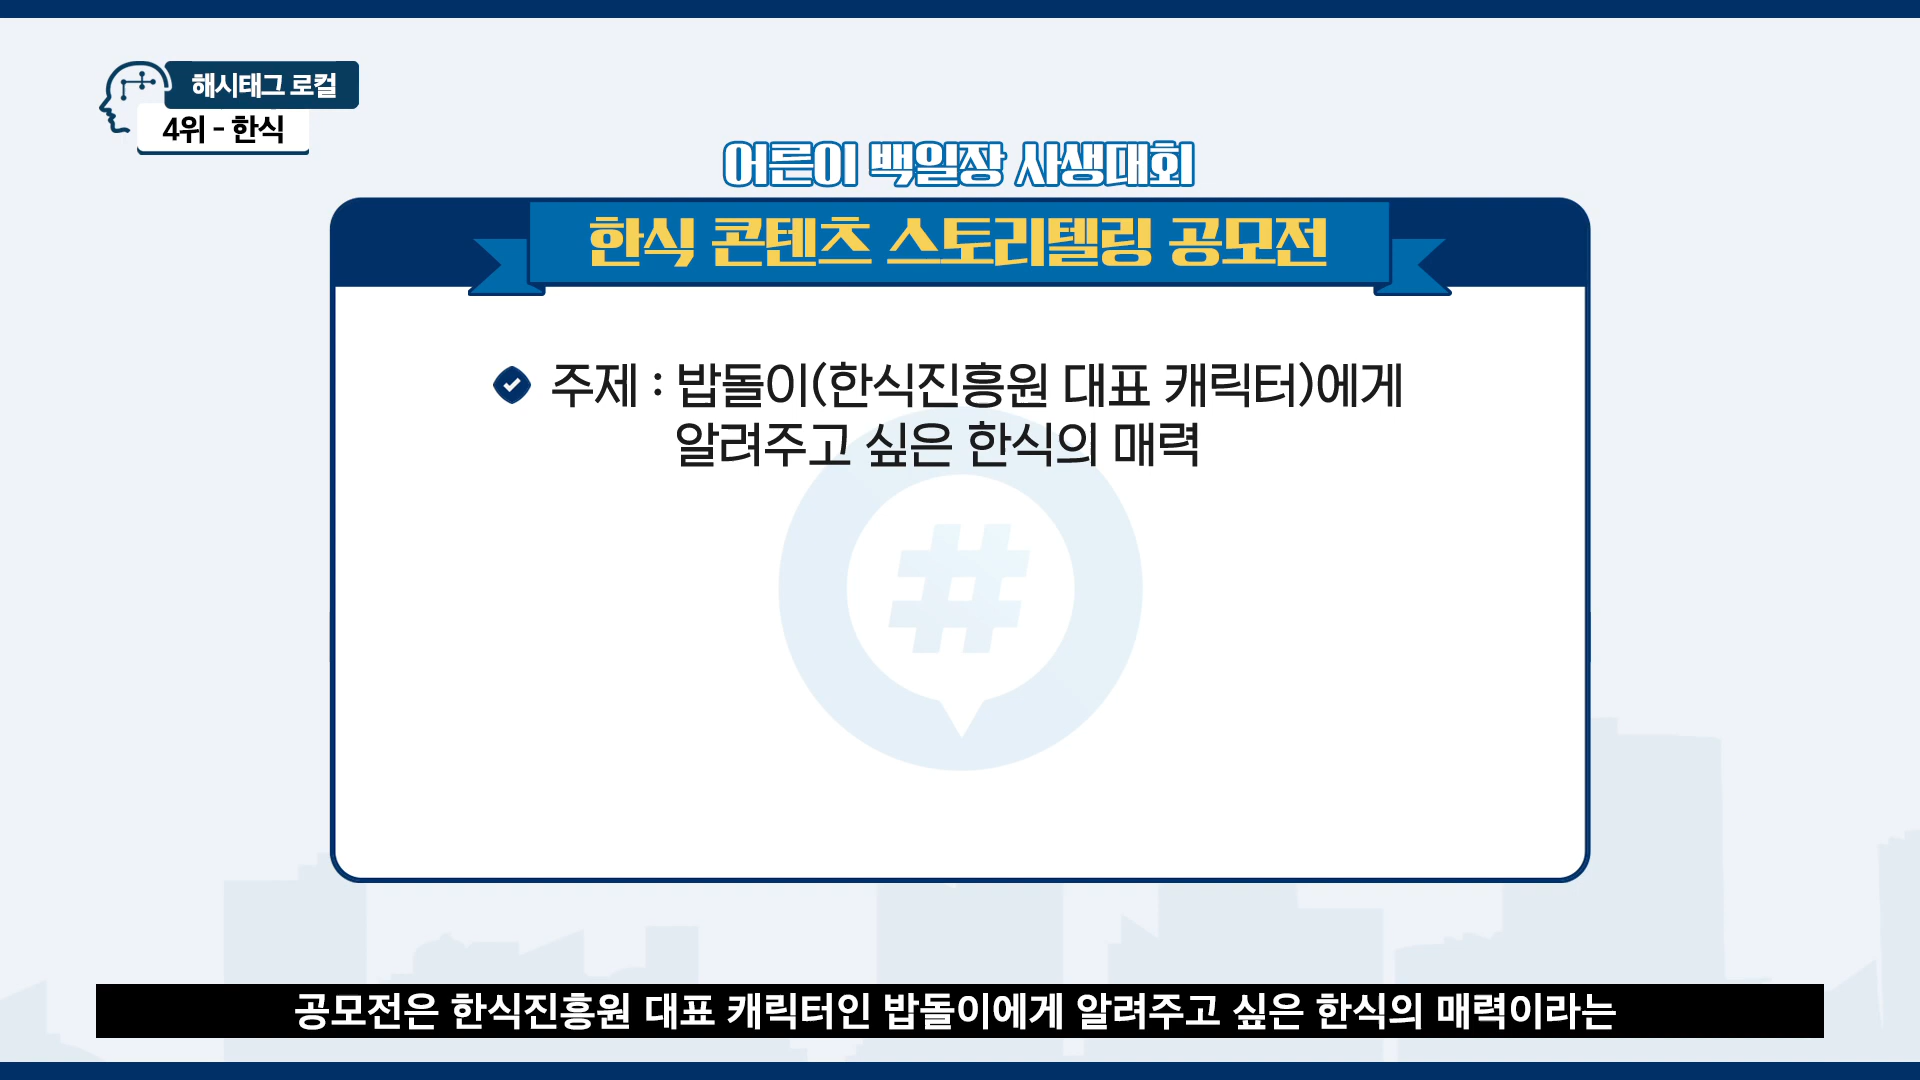 해시태그 로컬
4위 - 한식
어른이 백일장 사생대회
한식 콘텐츠 스토리텔링 공모전
주제 : 밥돌이(한식진흥원 대표 캐릭터)에게
알려주고 싶은 한식의 매력
#
공모전은 한식진흥원 대표 캐릭터인 밥돌이에게 알려주고 싶은 한식의 매력이라는